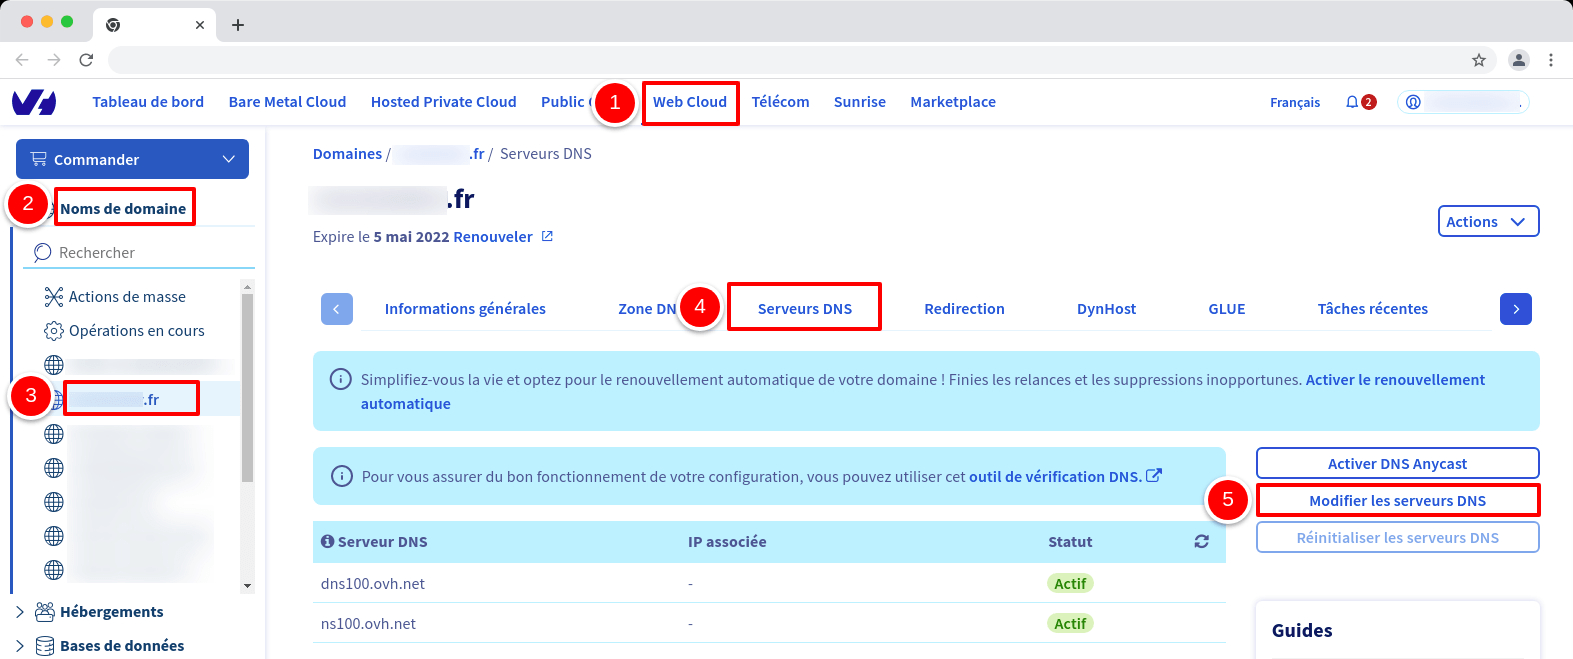 Tableau de bord
Bare Metal Cloud
Hosted Private Cloud
Public
1
Web Cloud
Télécom
Sunrise
Marketplace
Français
2
Commander
2
Noms de domaine
Rechercher
Actions de masse
Opérations en cours
3
.fr
Hébergements
Bases de données
Domaines / .fr / Serveurs DNS
.fr
Expire le 5 mai 2022 Renouveler
Actions
Informations générales
Zone DN
4
Serveurs DNS
Redirection
DynHost
GLUE
Tâches récentes
Simplifiez-vous la vie et optez pour le renouvellement automatique de votre domaine ! Finies les relances et les suppressions inopportunes. Activer le renouvellement
automatique
Pour vous assurer du bon fonctionnement de votre configuration, vous pouvez utiliser cet outil de vérification DNS.
Activer DNS Anycast
5
Modifier les serveurs DNS
Réinitialiser les serveurs DNS
Serveur DNS IP associée Statut
dns100.ovh.net - Actif
ns100.ovh.net - Actif
Guides